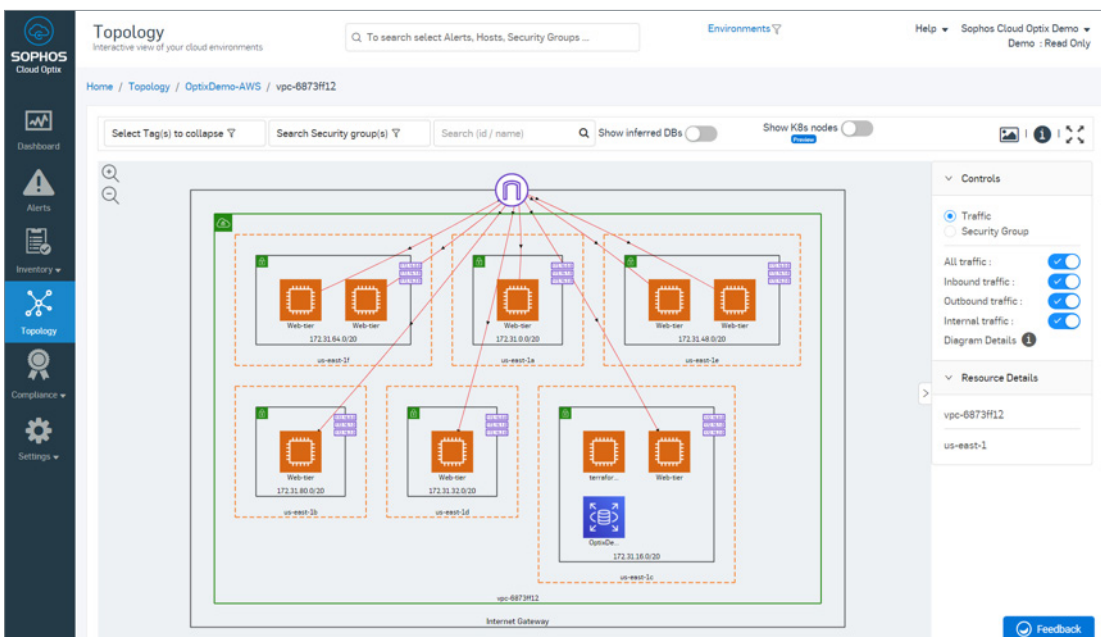 SOPHOS
Cloud Optix
Dashboard
Alerts
Inventory
Topology
Compliance
Settings
Topology
Interactive view of your cloud environments
To search select Alerts, Hosts, Security Groups ...
Environments
Help
Sophos Cloud Optix Demo
Demo : Read Only
Home / Topology / OptixDemo-AWS / vpc-6873ff12
Select Tag(s) to collapse
Search Security group(s)
Search (id / name)
Show inferred DBs
Show K8s nodes
Preview
Web-tier Web-tier
172.31.64.0/20
us-east-1f
Web-tier
172.31.0.0/20
us-east-1a
Web-tier Web-tier
172.31.48.0/20
us-east-1e
Web-tier
172.31.80.0/20
us-east-1b
Web-tier
172.31.32.0/20
us-east-1d
terrafor... Web-tier
OptixDe...
172.31.16.0/20
us-east-1c
vpc-6873ff12
Internet Gateway
Controls
Traffic
Security Group
All traffic :
Inbound traffic :
Outbound traffic :
Internal traffic :
Diagram Details
Resource Details
vpc-6873ff12
us-east-1
Feedback